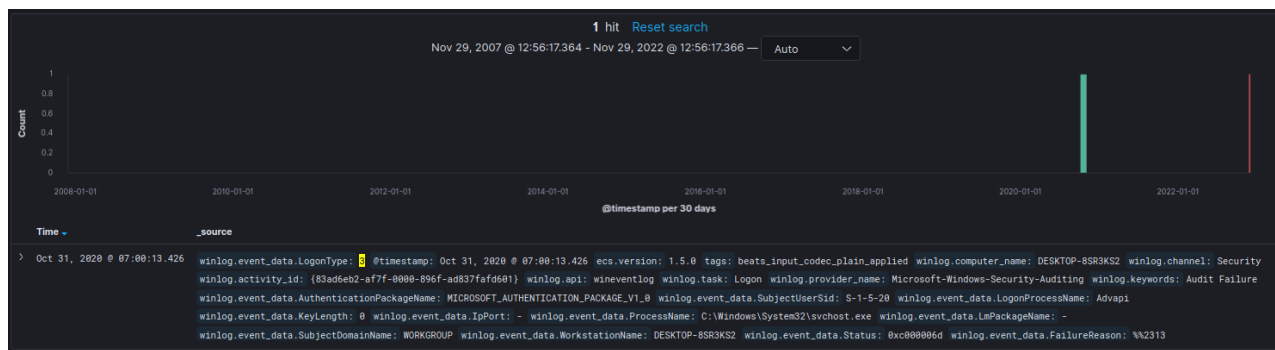 1 hit Reset search
Nov 29, 2007 @ 12:56:17.364 - Nov 29, 2022 @ 12:56:17.366 — Auto
Count
1
0.8
0.6
0.4
0.2
0
2008-01-01 2010-01-01 2012-01-01 2014-01-01 2016-01-01 2018-01-01 2020-01-01 2022-01-01
@timestamp per 30 days
Time _source
Oct 31, 2020 @ 07:00:13.426 winlog.event_data.LogonType: 3 @timestamp: Oct 31, 2020 @ 07:00:13.426 ecs.version: 1.5.0 tags: beats_input_codec_plain_applied winlog.computer_name: DESKTOP-8SR3KS2 winlog.channel: Security
winlog.activity_id: {83ad6eb2-af7f-0000-896f-ad837fafd601} winlog.api: wineventlog winlog.task: Logon winlog.provider_name: Microsoft-Windows-Security-Auditing winlog.keywords: Audit Failure
winlog.event_data.AuthenticationPackageName: MICROSOFT_AUTHENTICATION_PACKAGE_V1_0 winlog.event_data.SubjectUserSid: S-1-5-20 winlog.event_data.LogonProcessName: Advapi
winlog.event_data.KeyLength: 0 winlog.event_data.IpPort: - winlog.event_data.ProcessName: C:\Windows\System32\svchost.exe winlog.event_data.LmPackageName: -
winlog.event_data.SubjectDomainName: WORKGROUP winlog.event_data.WorkstationName: DESKTOP-8SR3KS2 winlog.event_data.Status: 0xc000006d winlog.event_data.FailureReason: %%2313